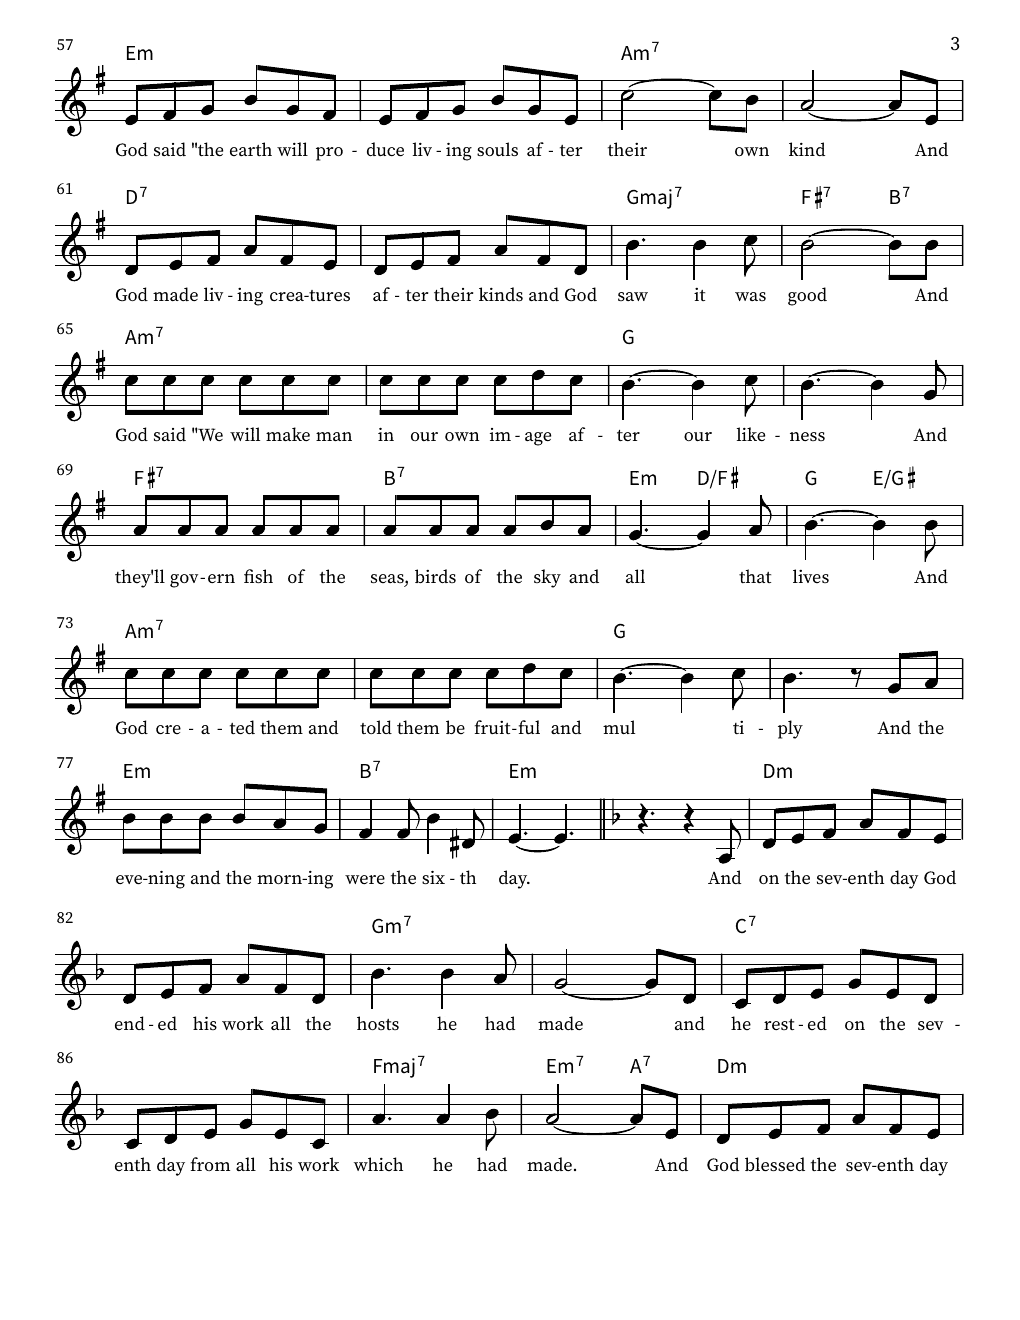 57 3
Em Am7
God said "the earth will pro - duce liv - ing souls af - ter their own kind And
61
D7 Gmaj7 F♯7 B7
God made liv - ing crea-tures af - ter their kinds and God saw it was good And
65
Am7 G
God said "We will make man in our own im - age af - ter our like - ness And
69
F♯7 B7 Em D/F♯ G E/G♯
they'll gov-ern fish of the seas, birds of the sky and all that lives And
73
Am7 G
God cre - a - ted them and told them be fruit-ful and mul ti - ply And the
77
Em B7 Em Dm
eve-ning and the morn-ing were the six - th day. And on the sev-enth day God
82
Gm7 C7
end - ed his work all the hosts he had made and he rest - ed on the sev -
86
Fmaj7 Em7 A7 Dm
enth day from all his work which he had made. And God blessed the sev-enth day